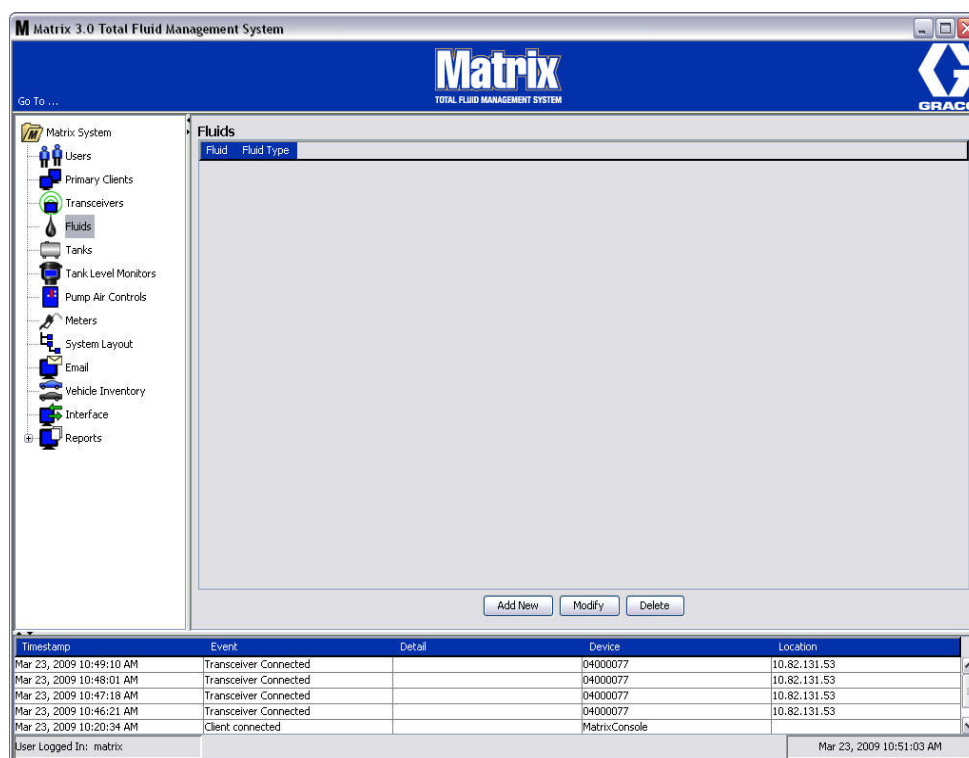 M Matrix 3.0 Total Fluid Management System
Matrix
TOTAL FLUID MANAGEMENT SYSTEM
Go To ...
GRACO
Matrix System
Users
Primary Clients
Transceivers
Fluids
Tanks
Tank Level Monitors
Pump Air Controls
Meters
System Layout
Email
Vehicle Inventory
Interface
Reports
Fluids
Fluid Fluid Type
Add New Modify Delete
Timestamp Event Detail Device Location
Mar 23, 2009 10:49:10 AM Transceiver Connected 04000077 10.82.131.53
Mar 23, 2009 10:48:01 AM Transceiver Connected 04000077 10.82.131.53
Mar 23, 2009 10:47:18 AM Transceiver Connected 04000077 10.82.131.53
Mar 23, 2009 10:46:21 AM Transceiver Connected 04000077 10.82.131.53
Mar 23, 2009 10:20:34 AM Client connected MatrixConsole
User Logged In: matrix Mar 23, 2009 10:51:03 AM